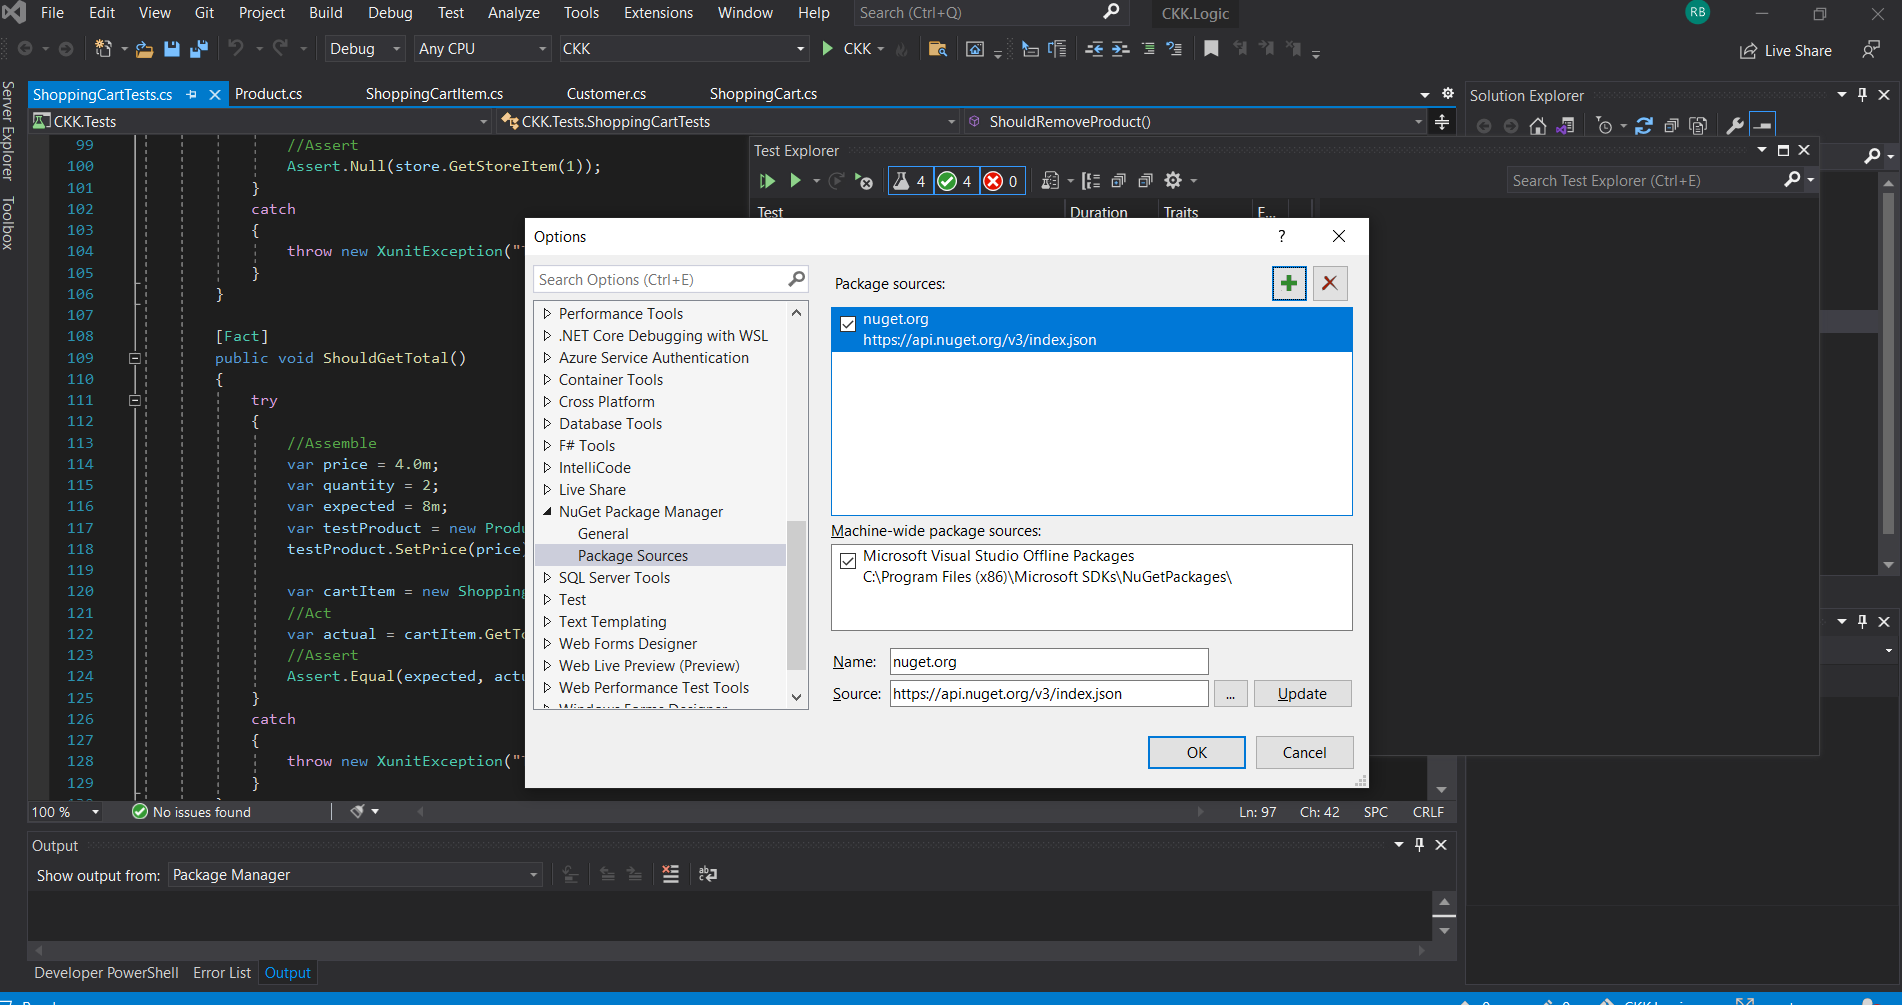 File Edit View Git Project Build Debug Test Analyze Tools Extensions Window Help Search (Ctrl+Q) CKK.Logic RB
Debug Any CPU CKK CKK Live Share
Server Explorer
Toolbox
ShoppingCartTests.cs Product.cs ShoppingCartItem.cs Customer.cs ShoppingCart.cs
CKK.Tests CKK.Tests.ShoppingCartTests ShouldRemoveProduct()
99 //Assert
100 Assert.Null(store.GetStoreItem(1));
101 }
102 catch
103 {
104 throw new XunitException("
105 }
106 }
107
108 [Fact]
109 public void ShouldGetTotal()
110 {
111 try
112 {
113 //Assemble
114 var price = 4.0m;
115 var quantity = 2;
116 var expected = 8m;
117 var testProduct = new Produ
118 testProduct.SetPrice(price
119
120 var cartItem = new Shopping
121 //Act
122 var actual = cartItem.GetTo
123 //Assert
124 Assert.Equal(expected, actu
125 }
126 catch
127 {
128 throw new XunitException("
129 }
100 % No issues found Ln: 97 Ch: 42 SPC CRLF
Solution Explorer
Test Explorer
4 4 0 Search Test Explorer (Ctrl+E)
Test Duration Traits E...
Options ?
Search Options (Ctrl+E)
Performance Tools
.NET Core Debugging with WSL
Azure Service Authentication
Container Tools
Cross Platform
Database Tools
F# Tools
IntelliCode
Live Share
NuGet Package Manager
General
Package Sources
SQL Server Tools
Test
Text Templating
Web Forms Designer
Web Live Preview (Preview)
Web Performance Test Tools
Windows Forms Designer
Package sources:
nuget.org
https://api.nuget.org/v3/index.json
Machine-wide package sources:
Microsoft Visual Studio Offline Packages
C:\Program Files (x86)\Microsoft SDKs\NuGetPackages\
Name: nuget.org
Source: https://api.nuget.org/v3/index.json ... Update
OK Cancel
Output
Show output from: Package Manager
Developer PowerShell Error List Output